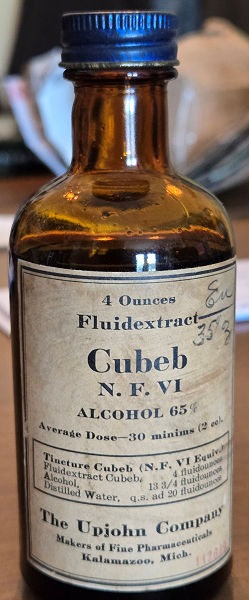 4 Ounces
Fluidextract
Cubeb
N. F. VI
ALCOHOL 65%
Average Dose—30 minims (2 cc).
Tincture Cubeb (N. F. VI Equiv.)
Fluidextract Cubeb, 4 fluidounces
Alcohol, 13 3/4 fluidounces
Distilled Water, q.s. ad 20 fluidounces
The Upjohn Company
Makers of Fine Pharmaceuticals
Kalamazoo, Mich.